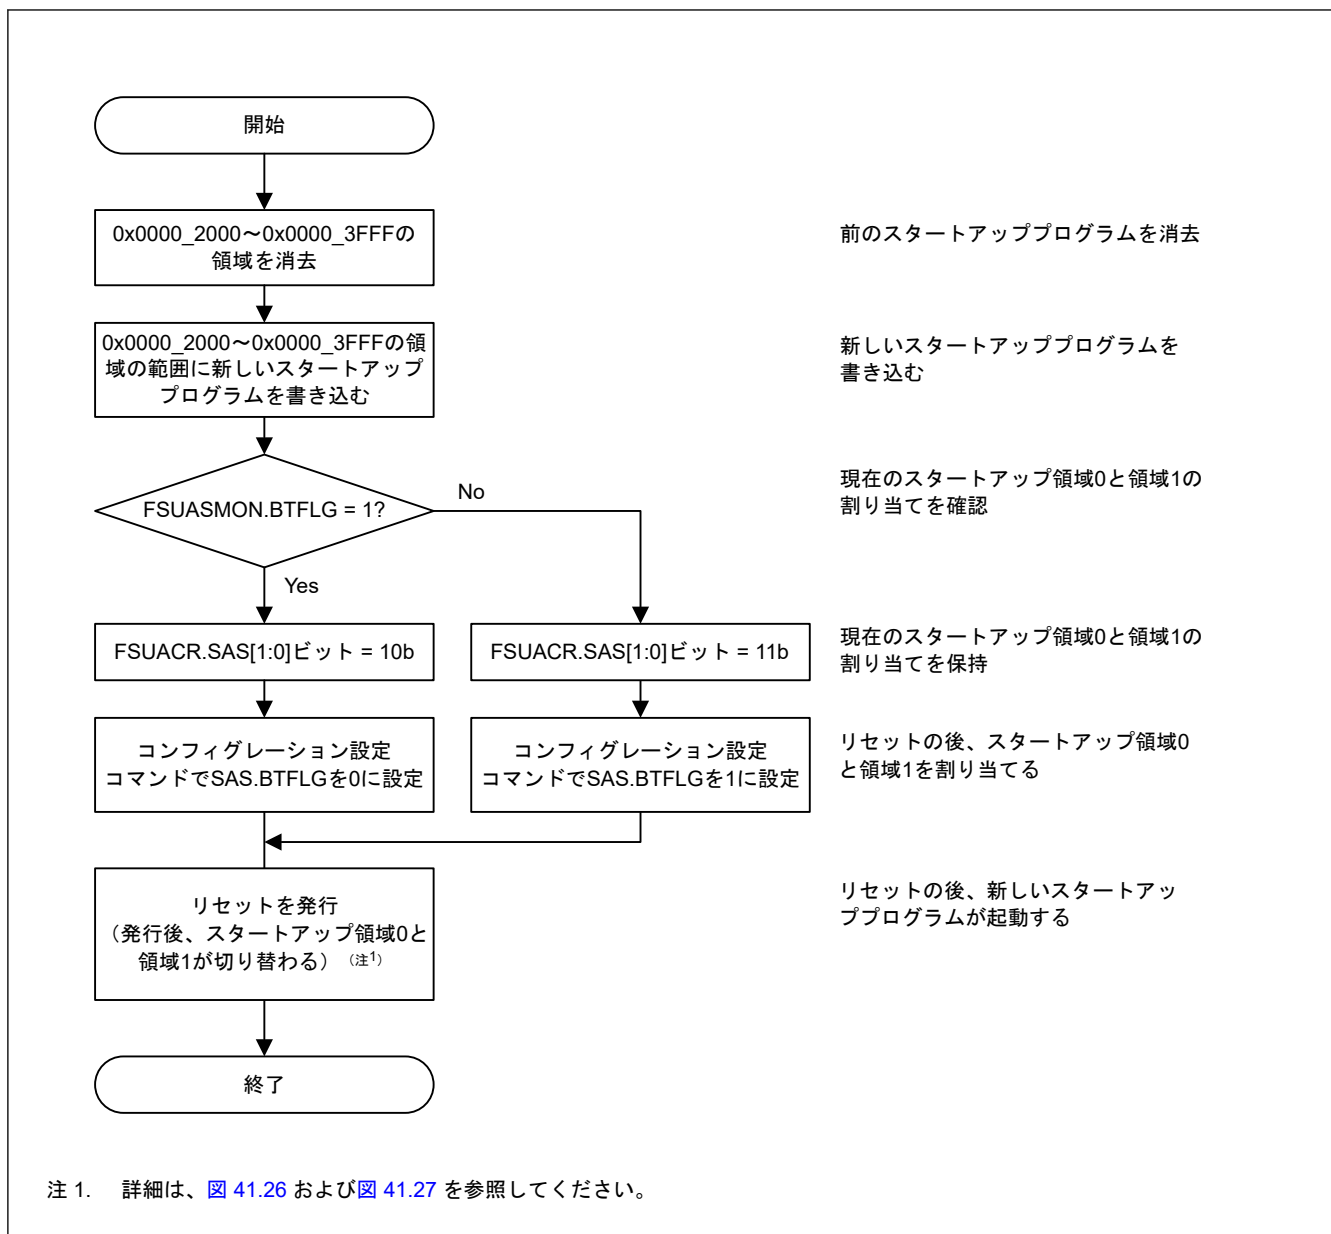 開始
0x0000_2000～0x0000_3FFFの
領域を消去
前のスタートアッププログラムを消去
0x0000_2000～0x0000_3FFFの領
域の範囲に新しいスタートアップ
プログラムを書き込む
新しいスタートアッププログラムを
書き込む
FSUASMON.BTFLG = 1?
No
Yes
現在のスタートアップ領域0と領域1の
割り当てを確認
FSUACR.SAS[1:0]ビット = 10b
FSUACR.SAS[1:0]ビット = 11b
現在のスタートアップ領域0と領域1の
割り当てを保持
コンフィグレーション設定
コマンドでSAS.BTFLGを0に設定
コンフィグレーション設定
コマンドでSAS.BTFLGを1に設定
リセットの後、スタートアップ領域0
と領域1を割り当てる
リセットを発行
（発行後、スタートアップ領域0と
領域1が切り替わる）（注1）
リセットの後、新しいスタートアッ
ププログラムが起動する
終了
注 1. 詳細は、図 41.26 および図 41.27 を参照してください。